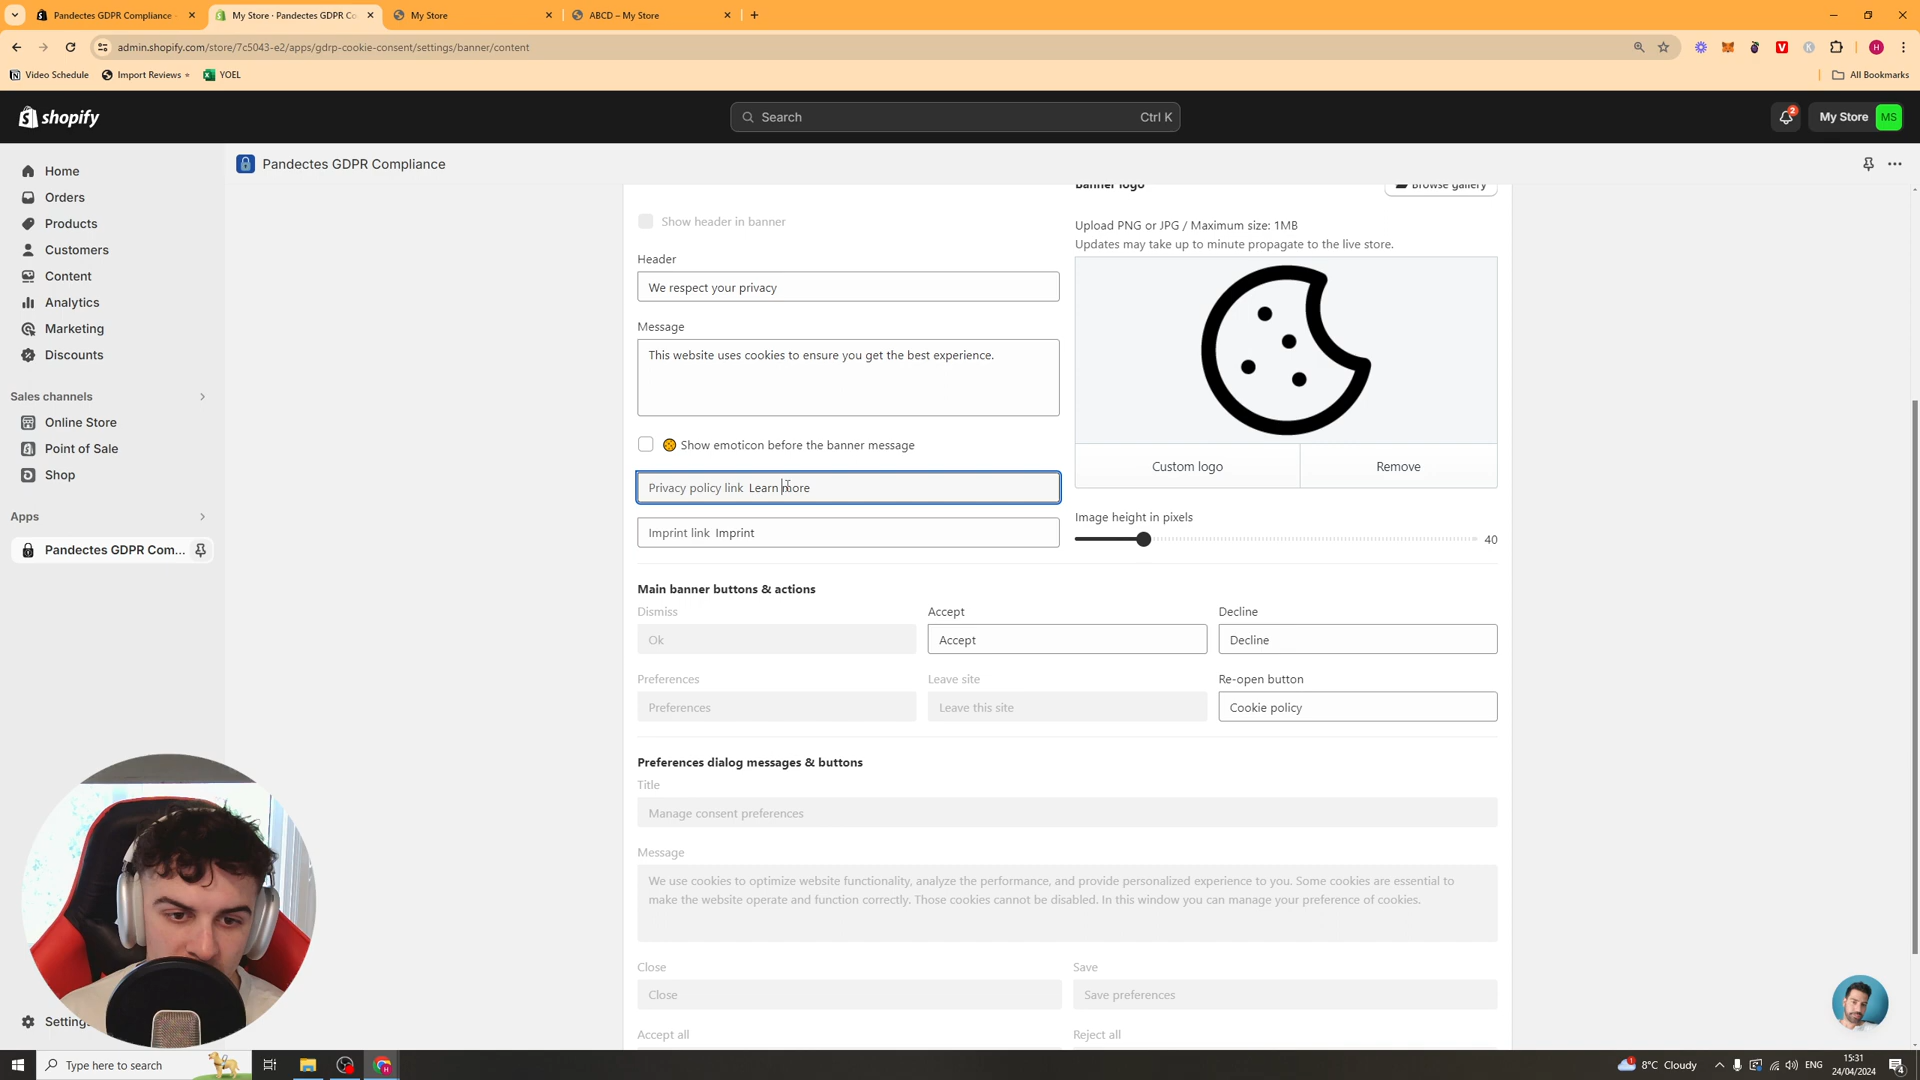 Pandectes GDPR Compliance
My Store · Pandectes GDPR Co
My Store
ABCD – My Store
admin.shopify.com/store/7c5043-e2/apps/gdrp-cookie-consent/settings/banner/content
Video Schedule
Import Reviews
YOEL
All Bookmarks
shopify
Search
Ctrl K
2
My Store
MS
Home
Orders
Products
Customers
Content
Analytics
Marketing
Discounts
Sales channels
Online Store
Point of Sale
Shop
Apps
Pandectes GDPR Com...
Pandectes GDPR Compliance
Banner logo
Browse gallery
Show header in banner
Upload PNG or JPG / Maximum size: 1MB
Updates may take up to minute propagate to the live store.
Header
We respect your privacy
Message
This website uses cookies to ensure you get the best experience.
Show emoticon before the banner message
Custom logo
Remove
Privacy policy link Learn more
Imprint link Imprint
Image height in pixels
40
Main banner buttons & actions
Dismiss
Accept
Decline
Ok
Accept
Decline
Preferences
Leave site
Re-open button
Preferences
Leave this site
Cookie policy
Preferences dialog messages & buttons
Title
Manage consent preferences
Message
We use cookies to optimize website functionality, analyze the performance, and provide personalized experience to you. Some cookies are essential to
make the website operate and function correctly. Those cookies cannot be disabled. In this window you can manage your preference of cookies.
Close
Save
Close
Save preferences
Accept all
Reject all
Type here to search
1
8°C Cloudy
ENG
15:31
24/04/2024
4